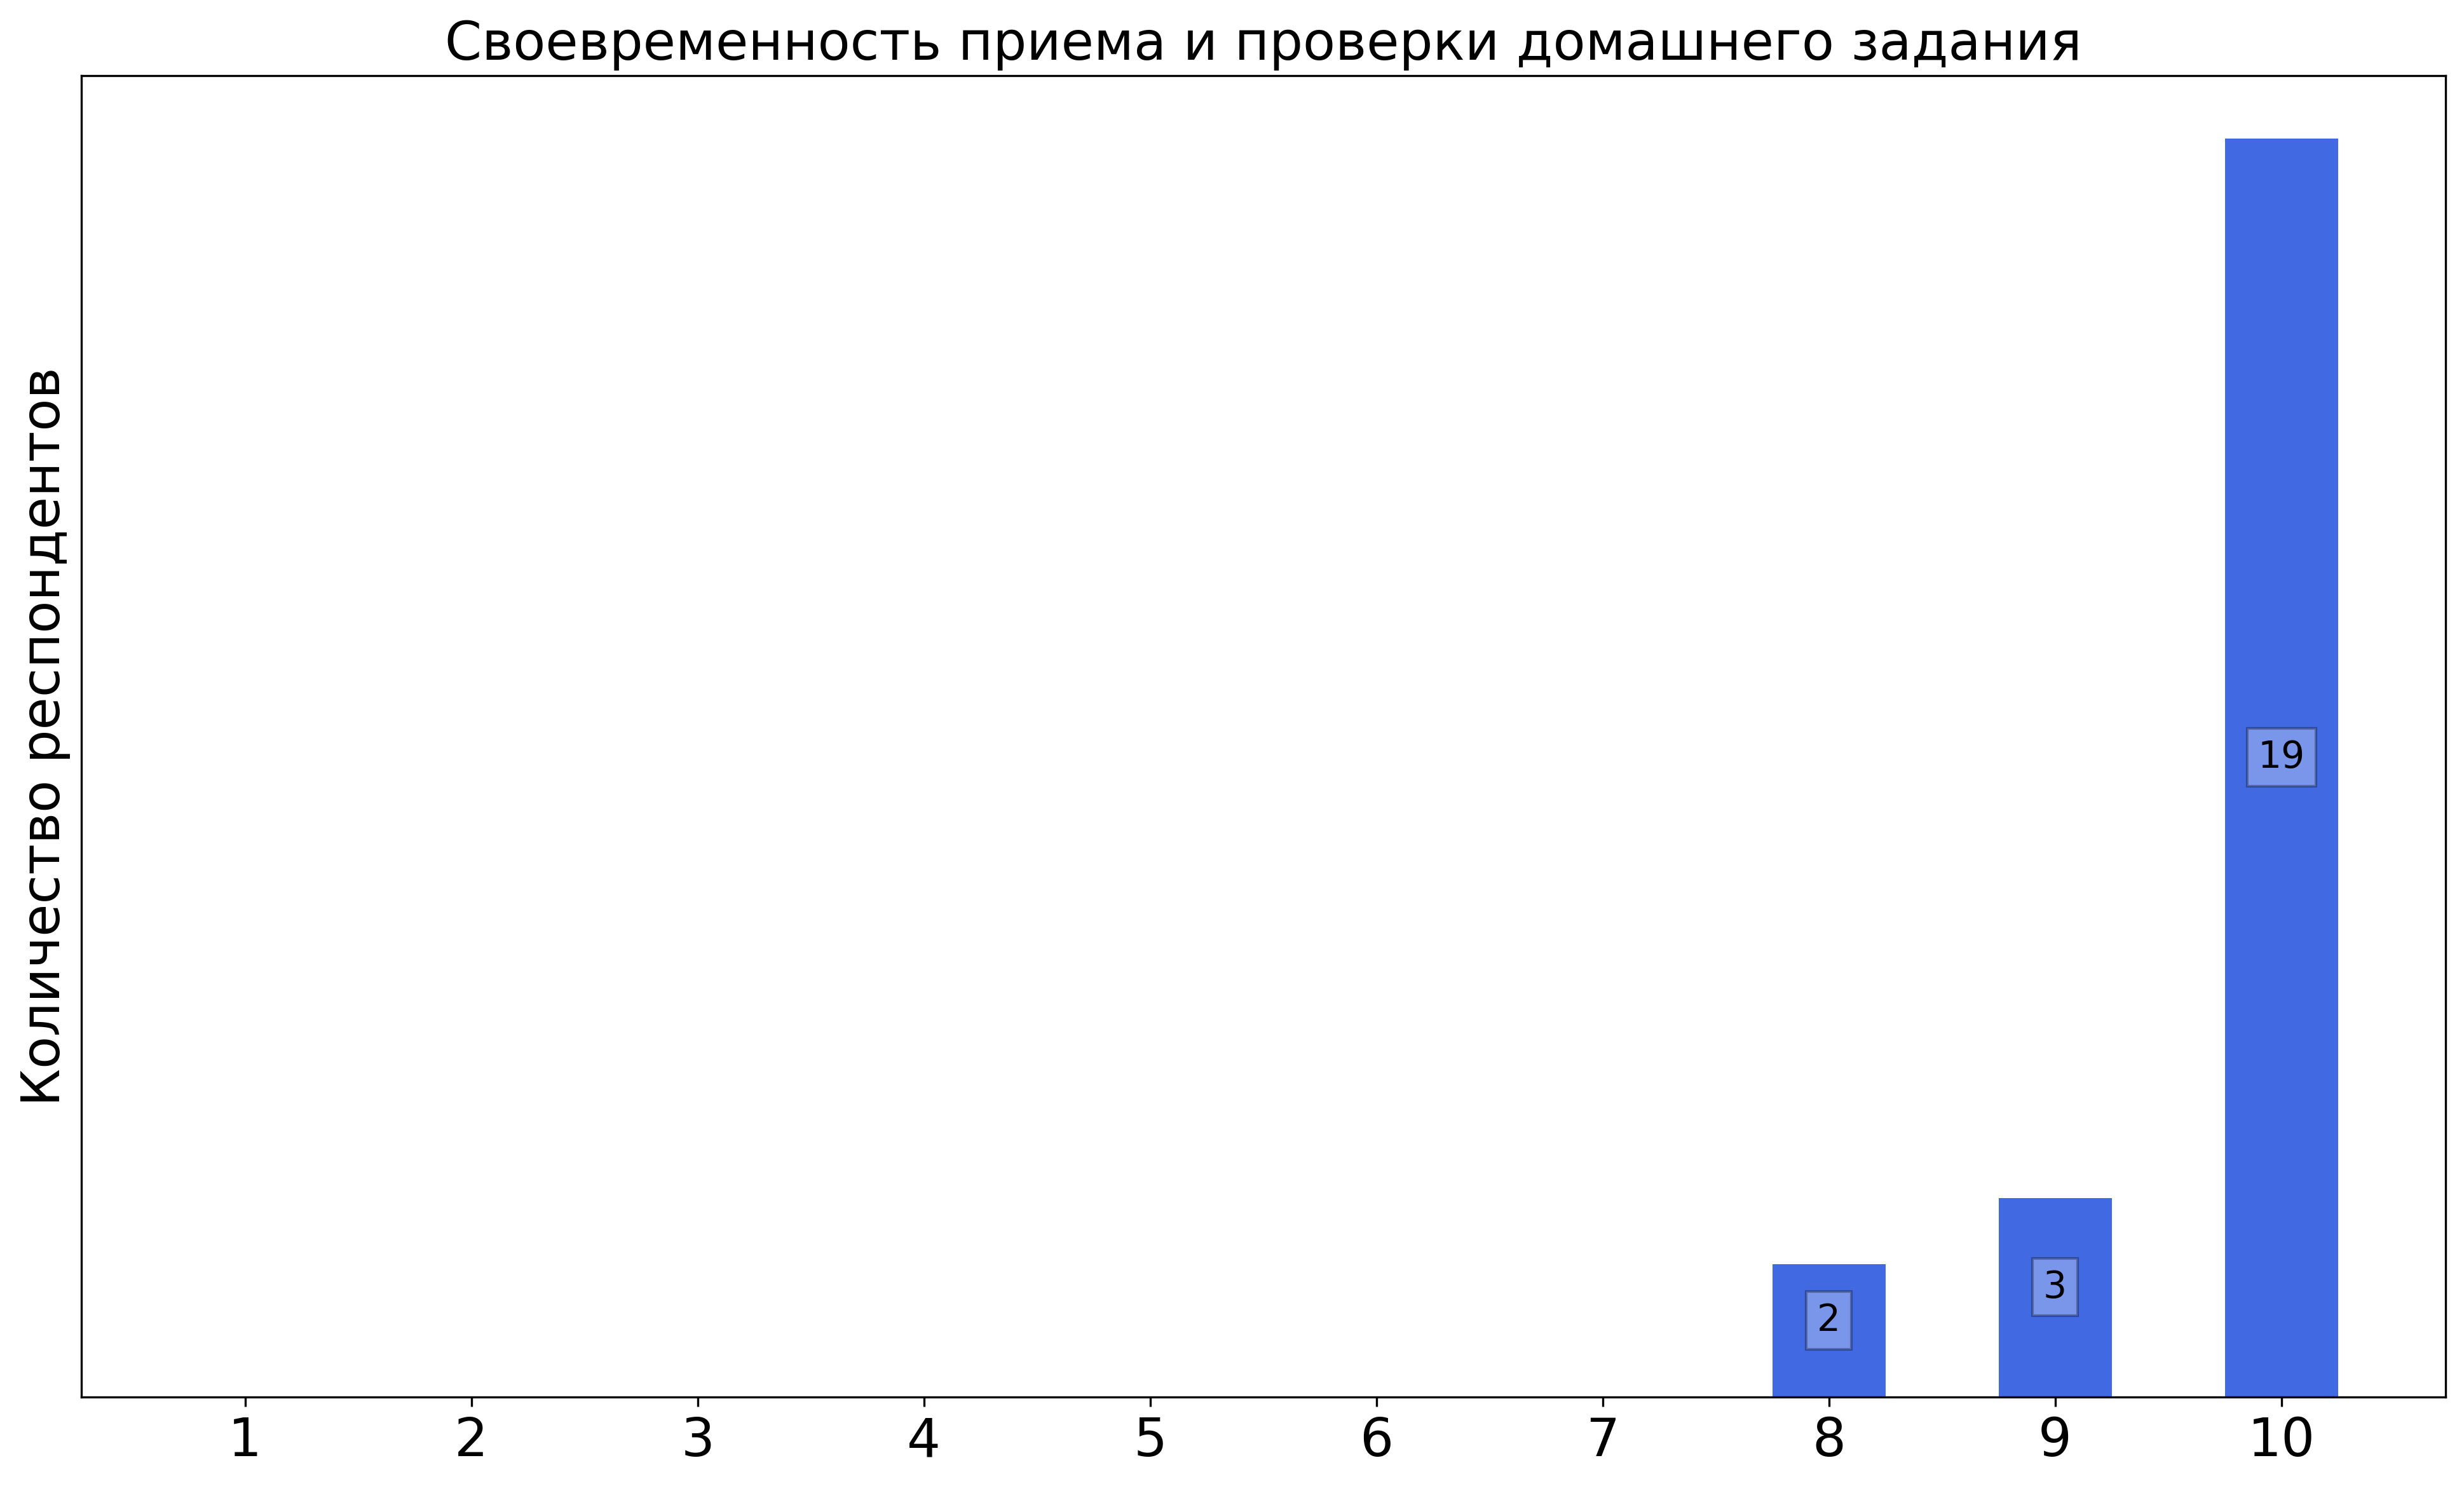 Своевременность приема и проверки домашнего задания
Количество респондентов
19
3
2
1 2 3 4 5 6 7 8 9 10